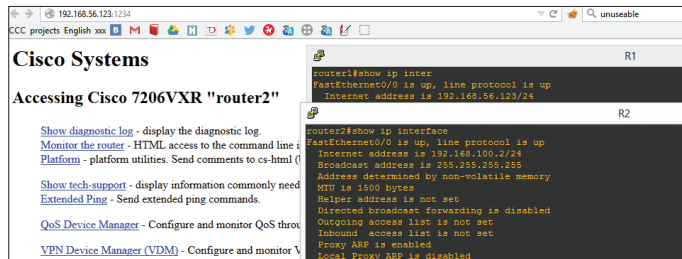 192.168.56.123:1234
unuseable
CCC projects English xxx
Cisco Systems
Accessing Cisco 7206VXR "router2"
Show diagnostic log - display the diagnostic log.
Monitor the router - HTML access to the command line i
Platform - platform utilities. Send comments to cs-html (
Show tech-support - display information commonly need
Extended Ping - Send extended ping commands.
QoS Device Manager - Configure and monitor QoS throu
VPN Device Manager (VDM) - Configure and monitor V
R1
router1#show ip inter
FastEthernet0/0 is up, line protocol is up
Internet address is 192.168.56.123/24
R2
router2#show ip interface
FastEthernet0/0 is up, line protocol is up
Internet address is 192.168.100.2/24
Broadcast address is 255.255.255.255
Address determined by non-volatile memory
MTU is 1500 bytes
Helper address is not set
Directed broadcast forwarding is disabled
Outgoing access list is not set
Inbound  access list is not set
Proxy ARP is enabled
Local Proxy ARP is disabled